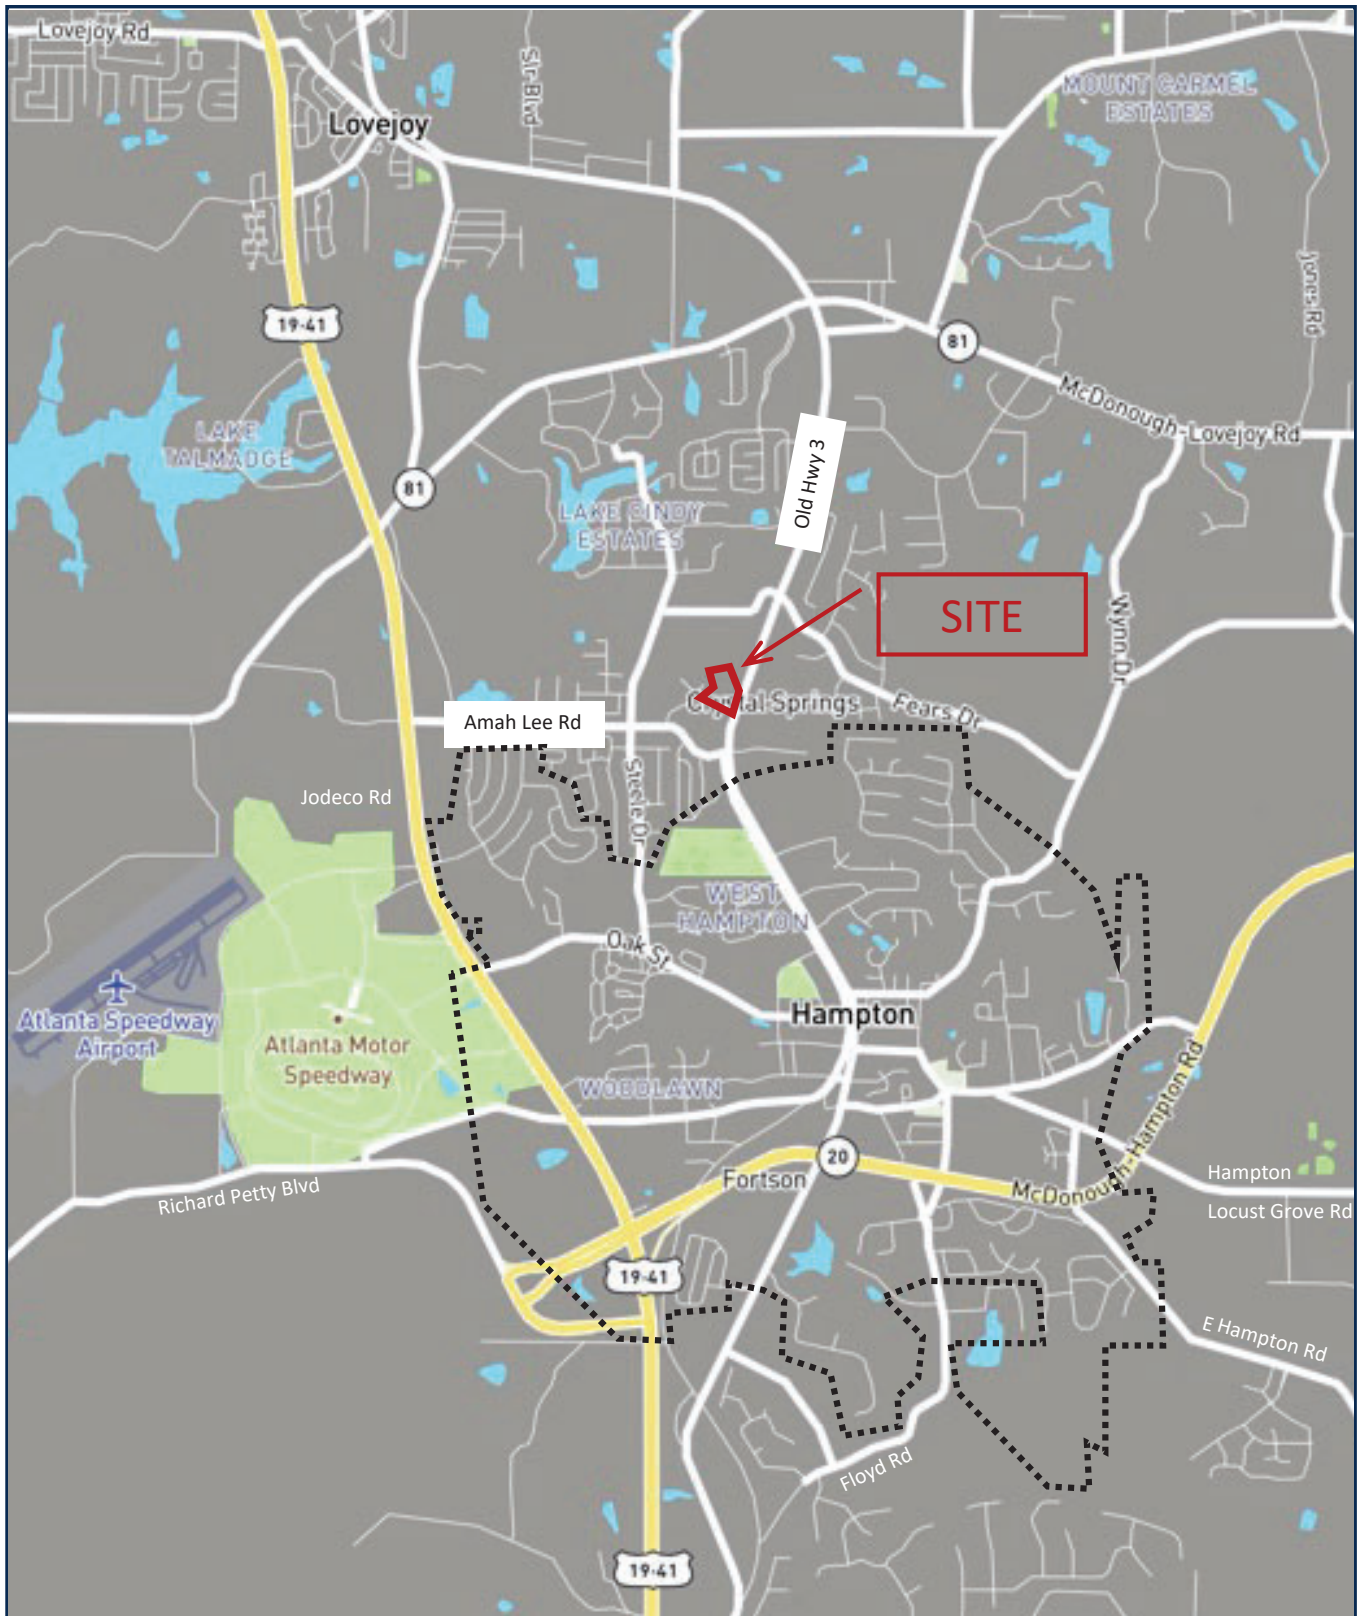 Lovejoy Rd
Sir Blvd
MOUNT CARMEL
ESTATES
Lovejoy
Jones Rd
19-41
81
McDonough-Lovejoy Rd
LAKE
TALMADGE
81
Old Hwy 3
LAKE CINDY
ESTATES
SITE
Wynn Dr
Crystal Springs
Fears Dr
Amah Lee Rd
Steele Dr
Jodeco Rd
WEST
HAMPTON
Oak St
Atlanta Speedway
Airport
Hampton
Atlanta Motor
Speedway
WOODLAWN
McDonough-Hampton Rd
20
Fortson
Hampton
Locust Grove Rd
Richard Petty Blvd
19-41
E Hampton Rd
Floyd Rd
19-41